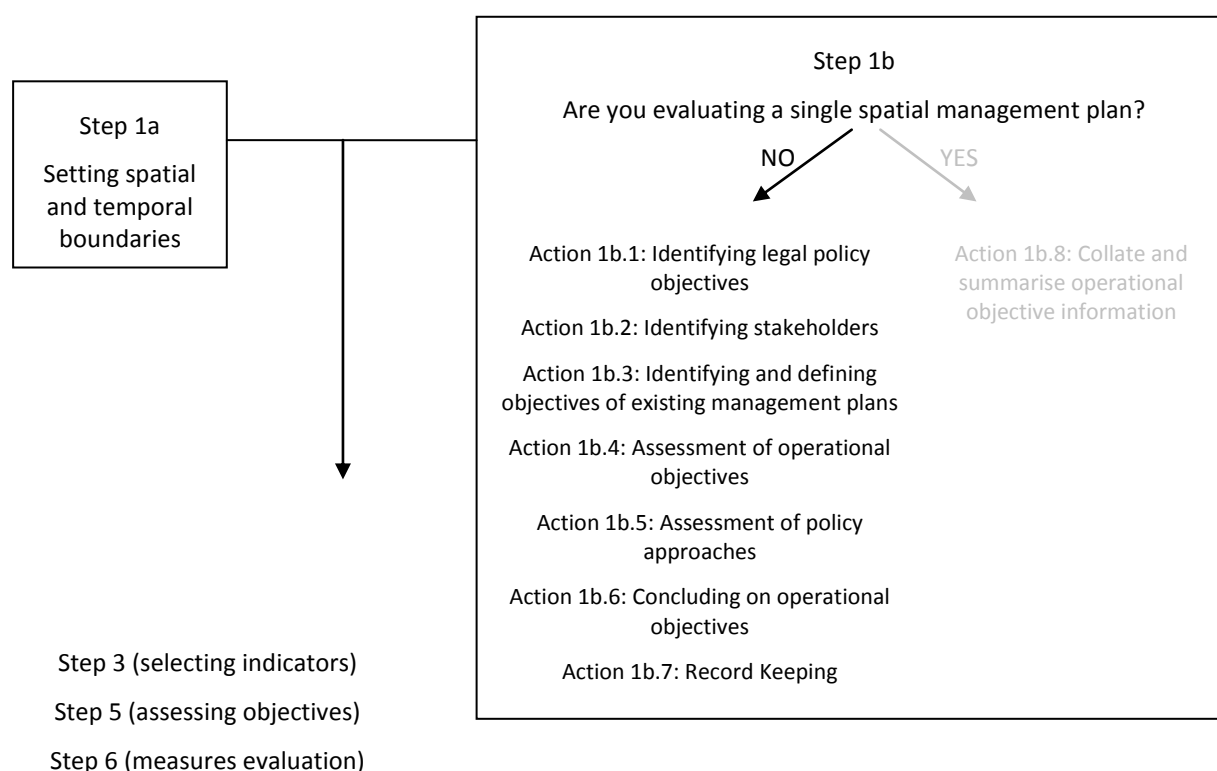 Step 1a
Setting spatial
and temporal
boundaries
Step 1b
Are you evaluating a single spatial management plan?
NO
YES
Action 1b.1: Identifying legal policy
objectives
Action 1b.2: Identifying stakeholders
Action 1b.3: Identifying and defining
objectives of existing management plans
Action 1b.4: Assessment of operational
objectives
Action 1b.5: Assessment of policy
approaches
Action 1b.6: Concluding on operational
objectives
Action 1b.7: Record Keeping
Action 1b.8: Collate and
summarise operational
objective information
Step 3 (selecting indicators)
Step 5 (assessing objectives)
Step 6 (measures evaluation)